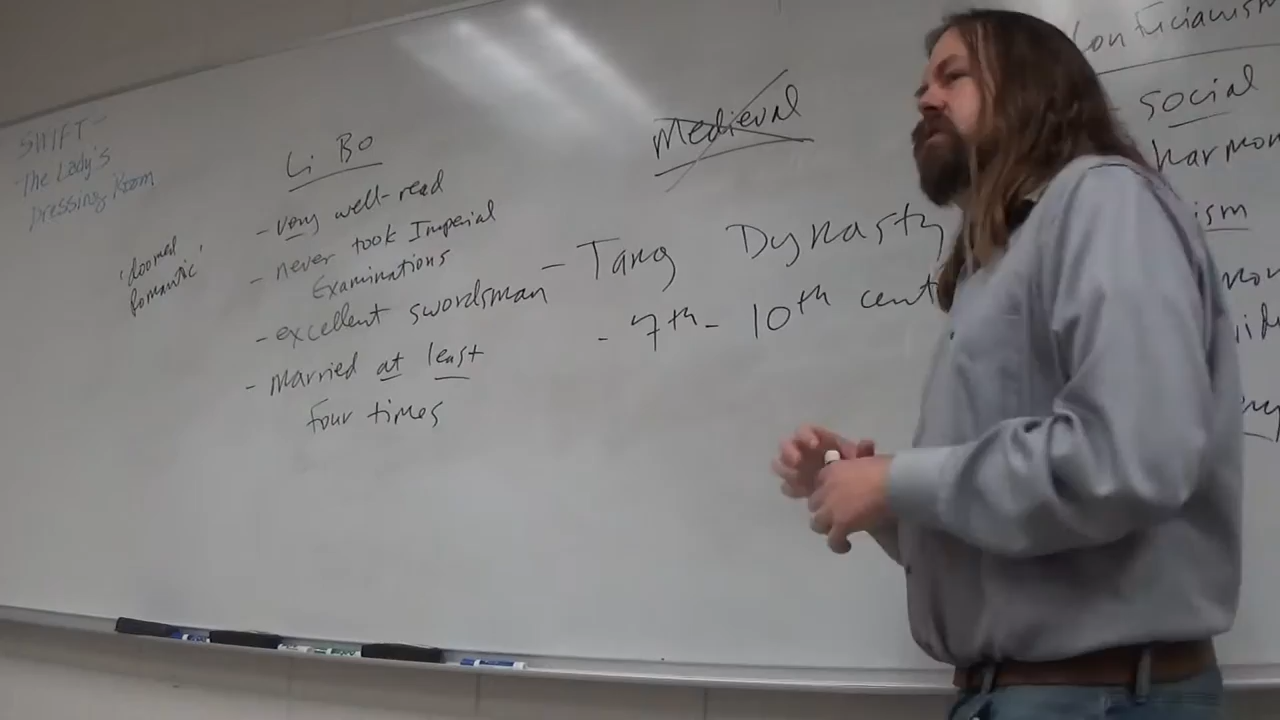 SWIFT-
-The Lady's
Dressing Room
'doomed
Romantic'
Li Bo
- very well-read
- never took Imperial
Examinations
- excellent swordsman
- married at least
four times
Medieval
- Tang Dynasty
- 7th - 10th cent
Confucianism
- social
harmon
ism